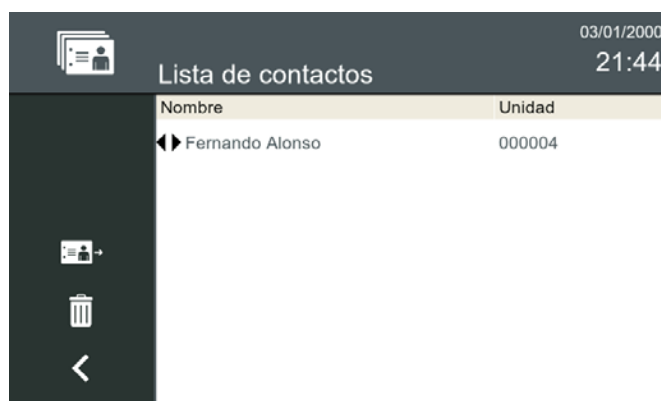 03/01/2000
21:44
Lista de contactos
Nombre Unidad
Fernando Alonso 000004